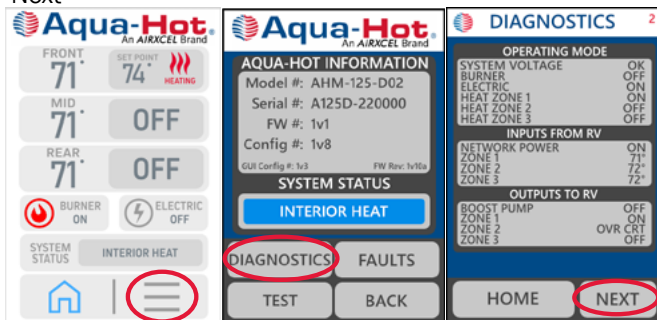 Next
Aqua-Hot.
An AIRXCEL Brand
FRONT
71°
SET POINT
74°
HEATING
MID
71°
OFF
REAR
71°
OFF
BURNER
ON
ELECTRIC
OFF
SYSTEM
STATUS
INTERIOR HEAT
Aqua-Hot.
An AIRXCEL Brand
AQUA-HOT INFORMATION
Model #: AHM-125-D02
Serial #: A125D-220000
FW #: 1v1
Config #: 1v8
GUI Config #: 1v3 FW Rev: 1v10a
SYSTEM STATUS
INTERIOR HEAT
DIAGNOSTICS FAULTS
TEST BACK
DIAGNOSTICS 2
OPERATING MODE
SYSTEM VOLTAGE OK
BURNER OFF
ELECTRIC ON
HEAT ZONE 1 ON
HEAT ZONE 2 OFF
HEAT ZONE 3 OFF
INPUTS FROM RV
NETWORK POWER ON
ZONE 1 71°
ZONE 2 72°
ZONE 3 72°
OUTPUTS TO RV
BOOST PUMP OFF
ZONE 1 ON
ZONE 2 OVR CRT
ZONE 3 OFF
HOME NEXT